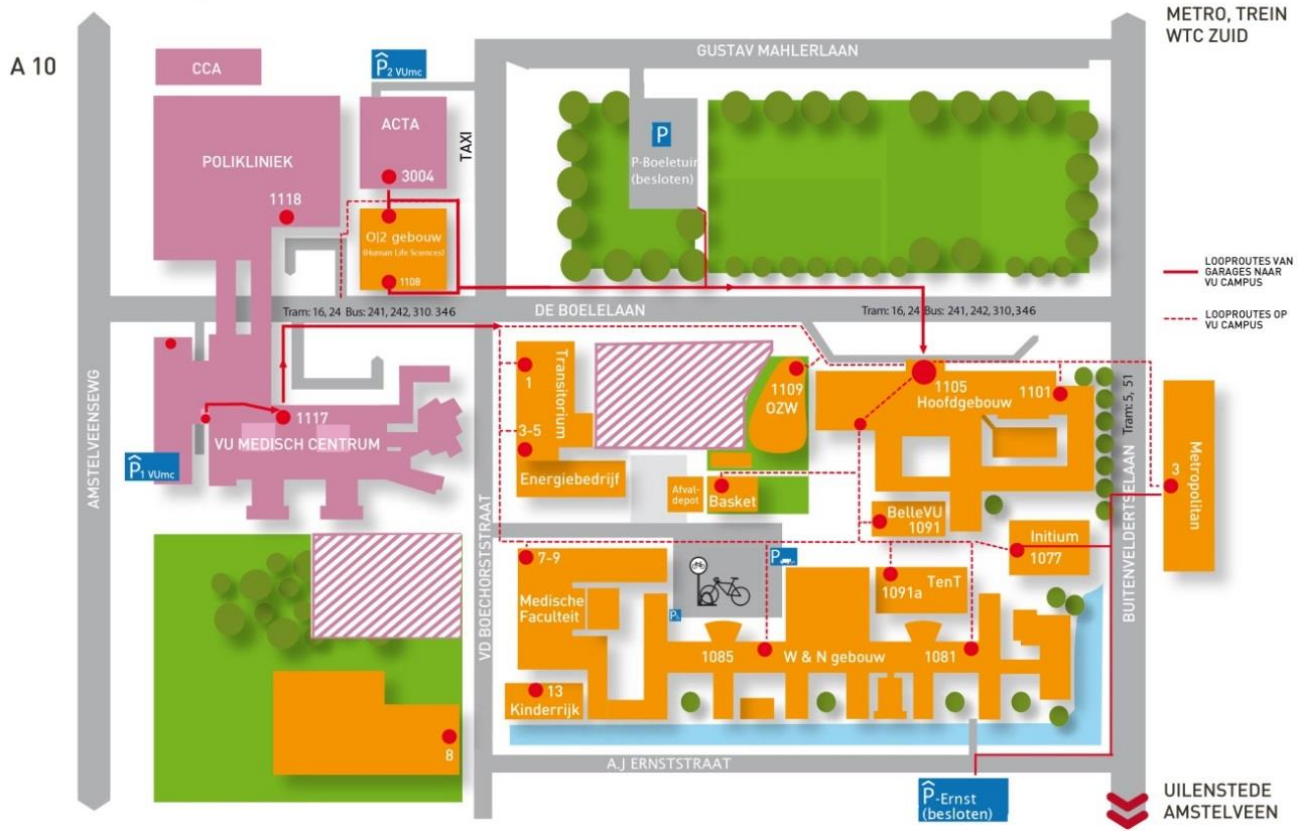 METRO, TREIN
WTC ZUID
A 10
GUSTAV MAHLERLAAN
CCA
P2 VUmc
ACTA
TAXI
P
P-Boeletuin
(besloten)
POLIKLINIEK
3004
1118
O|2 gebouw
(Human Life Sciences)
1108
LOOPROUTES VAN
GARAGES NAAR
VU CAMPUS
LOOPROUTES OP
VU CAMPUS
Tram: 16, 24 Bus: 241, 242, 310. 346
DE BOELELAAN
Tram: 16, 24 Bus: 241, 242, 310, 346
AMSTELVEENSEWG
1
Transitorium
3-5
1109
OZW
1105
Hoofdgebouw
1101
Tram: 5, 51
BUITENVELDERTSELAAN
1117
VU MEDISCH CENTRUM
P1 VUmc
Energiebedrijf
Afval-
depot
Basket
3
Metropolitan
BelleVU
1091
Initium
1077
VD BOECHORSTSTRAAT
7-9
Medische
Faculteit
P
P
TenT
1091a
1085
W & N gebouw
1081
13
Kinderrijk
8
A.J ERNSTSTRAAT
P-Ernst
(besloten)
UILENSTEDE
AMSTELVEEN